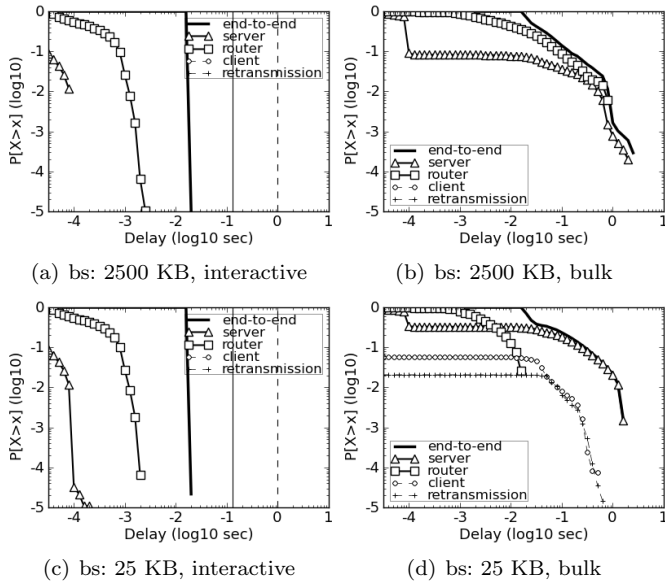 0
-1
-2
-3
-4
-5
P[X>x] (log10)
end-to-end
server
router
client
retransmission
-4
-3
-2
-1
0
1
Delay (log10 sec)
(a) bs: 2500 KB, interactive
0
-1
-2
-3
-4
-5
P[X>x] (log10)
end-to-end
server
router
client
retransmission
-4
-3
-2
-1
0
1
Delay (log10 sec)
(b) bs: 2500 KB, bulk
0
-1
-2
-3
-4
-5
P[X>x] (log10)
end-to-end
server
router
client
retransmission
-4
-3
-2
-1
0
1
Delay (log10 sec)
(c) bs: 25 KB, interactive
0
-1
-2
-3
-4
-5
P[X>x] (log10)
end-to-end
server
router
client
retransmission
-4
-3
-2
-1
0
1
Delay (log10 sec)
(d) bs: 25 KB, bulk